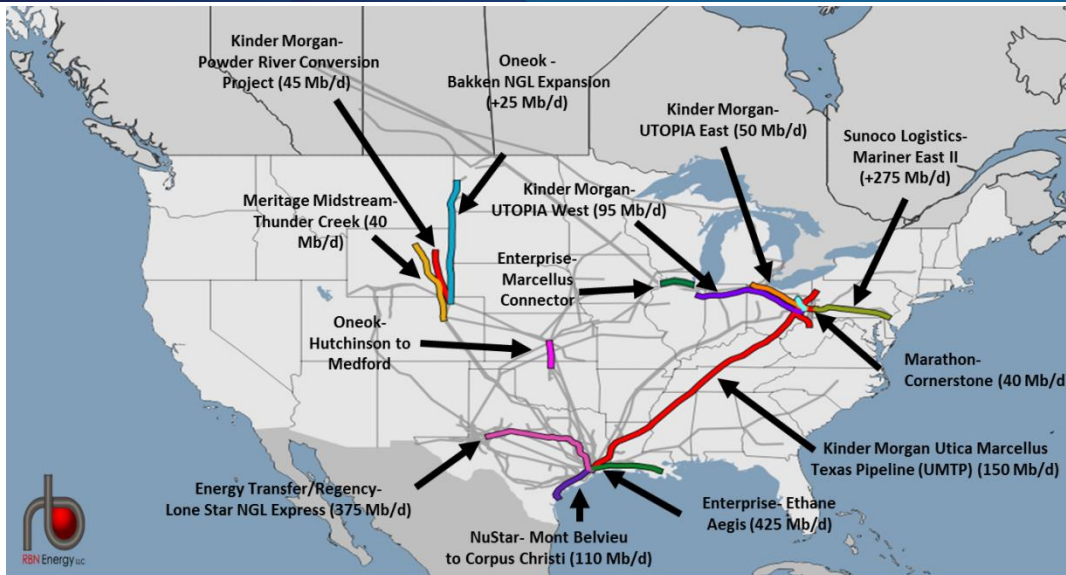 Kinder Morgan-
Powder River Conversion
Project (45 Mb/d)
Oneok -
Bakken NGL Expansion
(+25 Mb/d)
Kinder Morgan-
UTOPIA East (50 Mb/d)
Sunoco Logistics-
Mariner East II
(+275 Mb/d)
Meritage Midstream-
Thunder Creek (40
Mb/d)
Kinder Morgan-
UTOPIA West (95 Mb/d)
Enterprise-
Marcellus
Connector
Oneok-
Hutchinson to
Medford
Marathon-
Cornerstone (40 Mb/d
Kinder Morgan Utica Marcellus
Texas Pipeline (UMTP) (150 Mb/d)
Energy Transfer/Regency-
Lone Star NGL Express (375 Mb/d)
Enterprise- Ethane
Aegis (425 Mb/d)
NuStar- Mont Belvieu
to Corpus Christi (110 Mb/d)
RBN Energy LLC